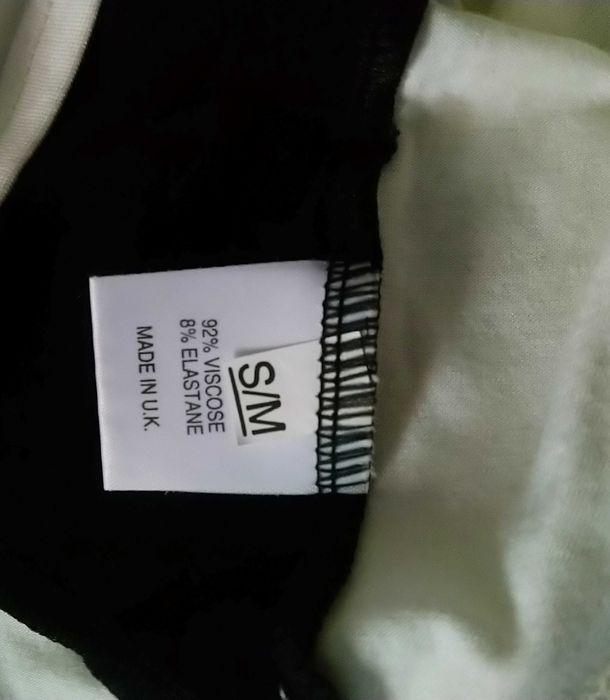 S/M
92% VISCOSE
8% ELASTANE
MADE IN U.K.